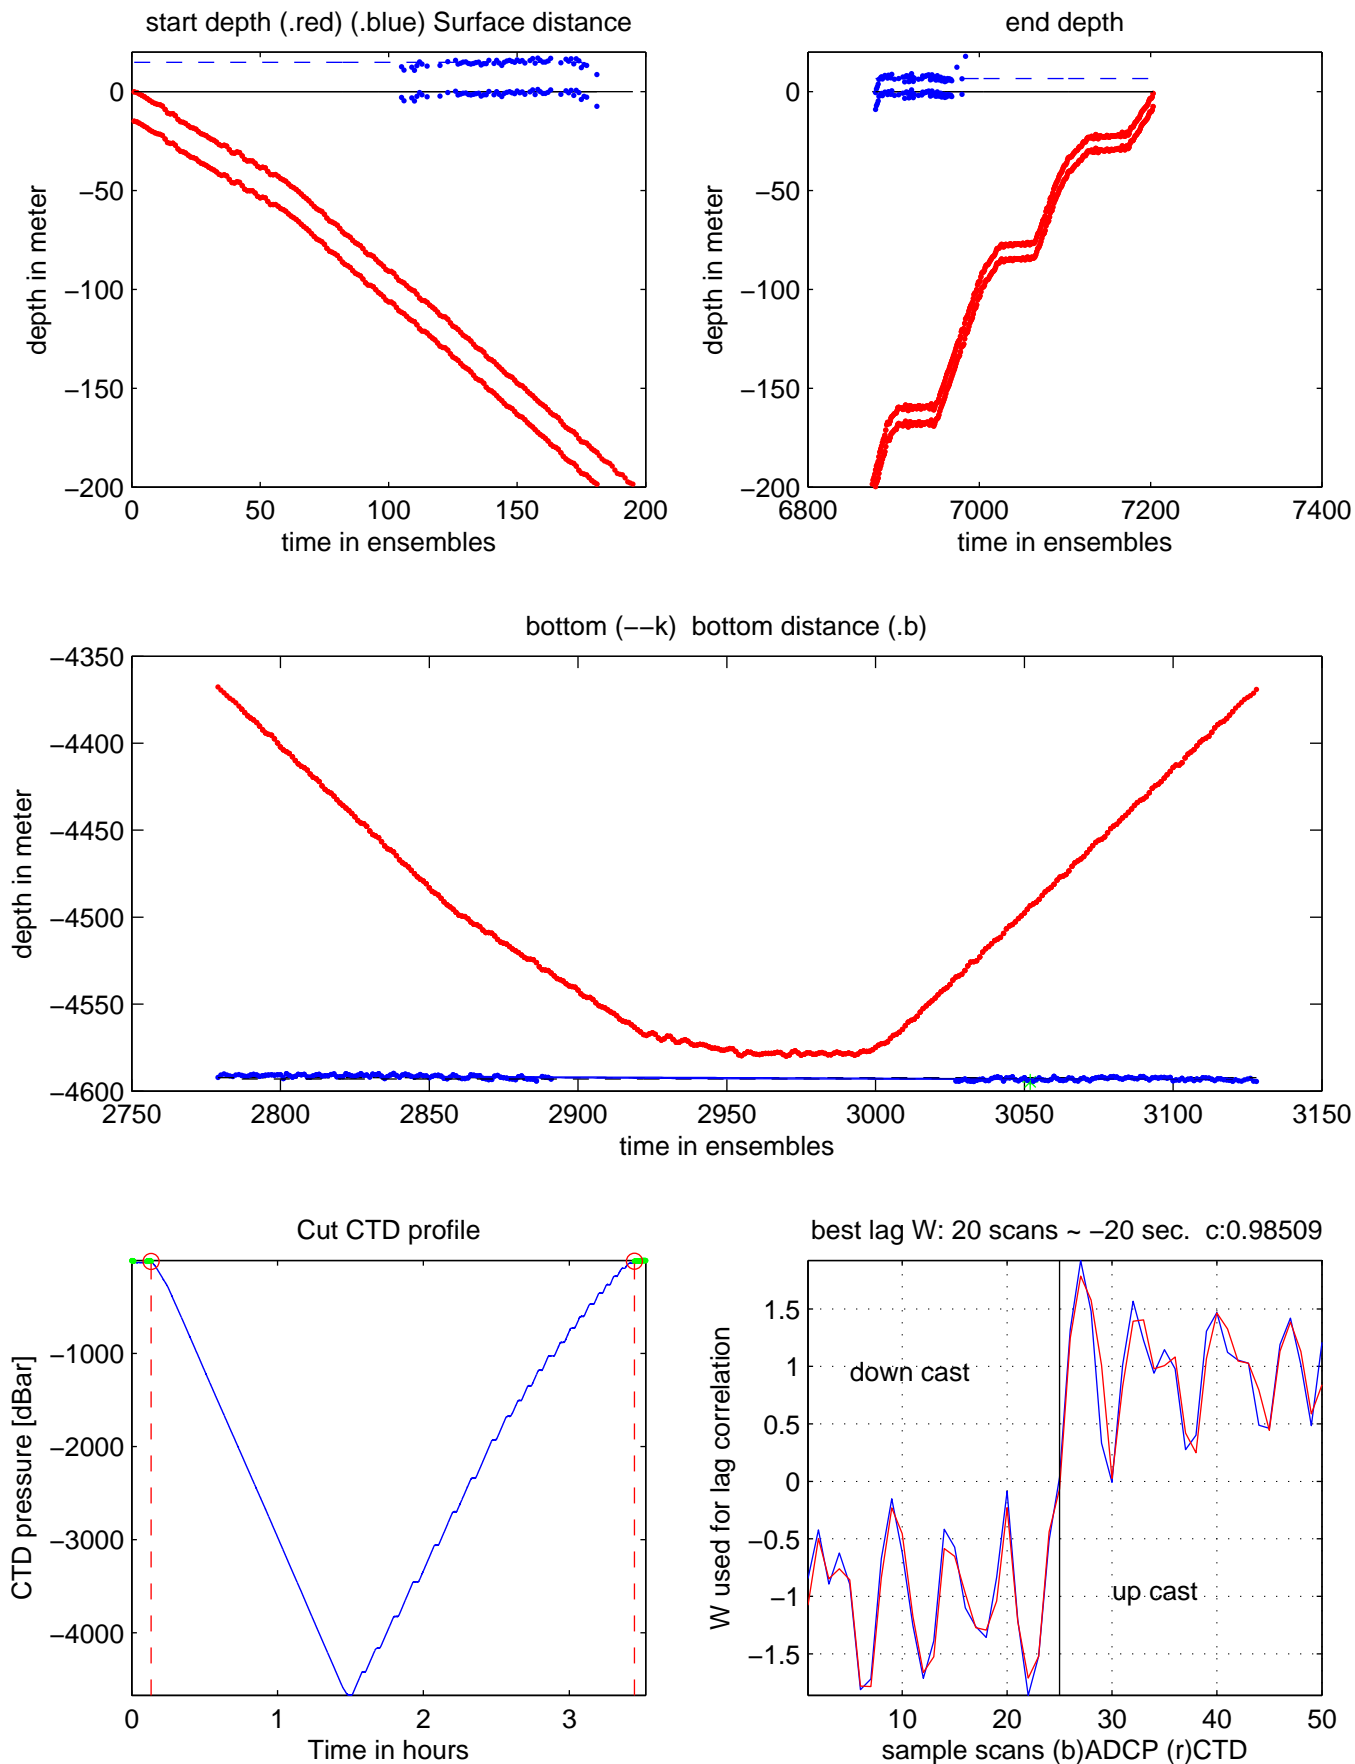 start depth (.red) (.blue) Surface distance
0
−50
−100
−150
−200
depth in meter
0 50 100 150 200
time in ensembles
end depth
0
−50
−100
−150
−200
depth in meter
6800 7000 7200 7400
time in ensembles
bottom (−−k) bottom distance (.b)
−4350
−4400
−4450
−4500
−4550
−4600
depth in meter
2750 2800 2850 2900 2950 3000 3050 3100 3150
time in ensembles
Cut CTD profile
−1000
−2000
−3000
−4000
CTD pressure [dBar]
0 1 2 3
Time in hours
best lag W: 20 scans ~ −20 sec. c:0.98509
1.5
1
0.5
0
−0.5
−1
−1.5
W used for lag correlation
down cast
up cast
10 20 30 40 50
sample scans (b)ADCP (r)CTD